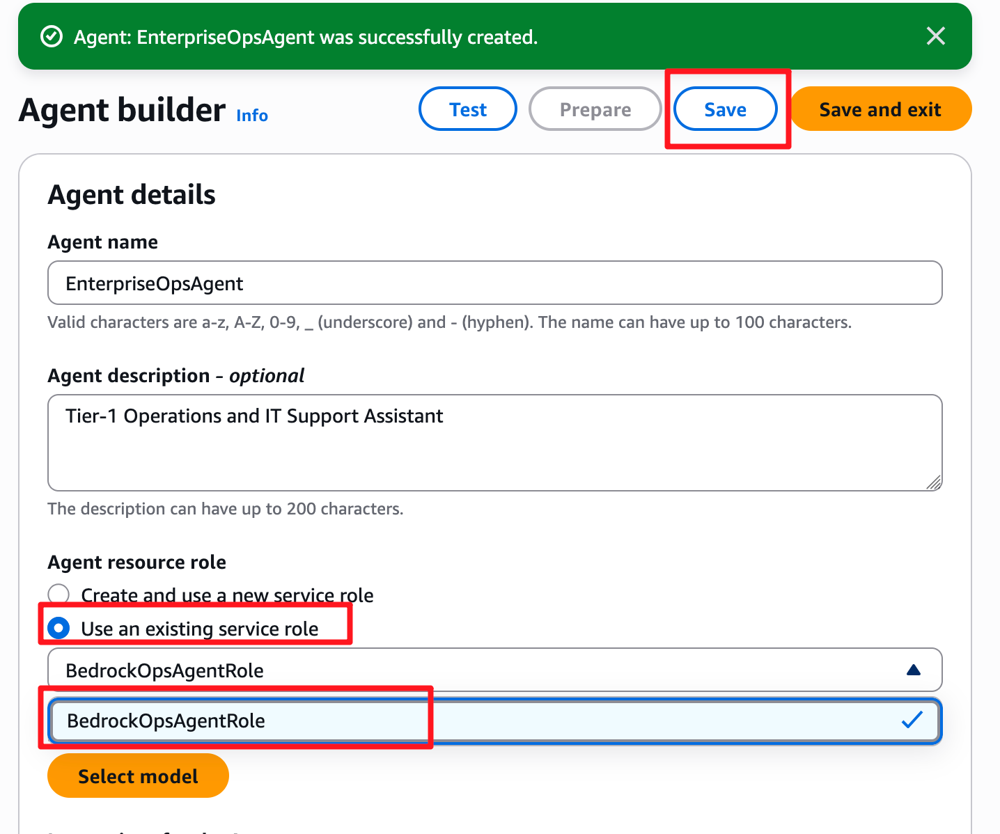 Agent: EnterpriseOpsAgent was successfully created.
Agent builder Info
Test
Prepare
Save
Save and exit
Agent details
Agent name
EnterpriseOpsAgent
Valid characters are a-z, A-Z, 0-9, _ (underscore) and - (hyphen). The name can have up to 100 characters.
Agent description - optional
Tier-1 Operations and IT Support Assistant
The description can have up to 200 characters.
Agent resource role
Create and use a new service role
Use an existing service role
BedrockOpsAgentRole
BedrockOpsAgentRole
Select model